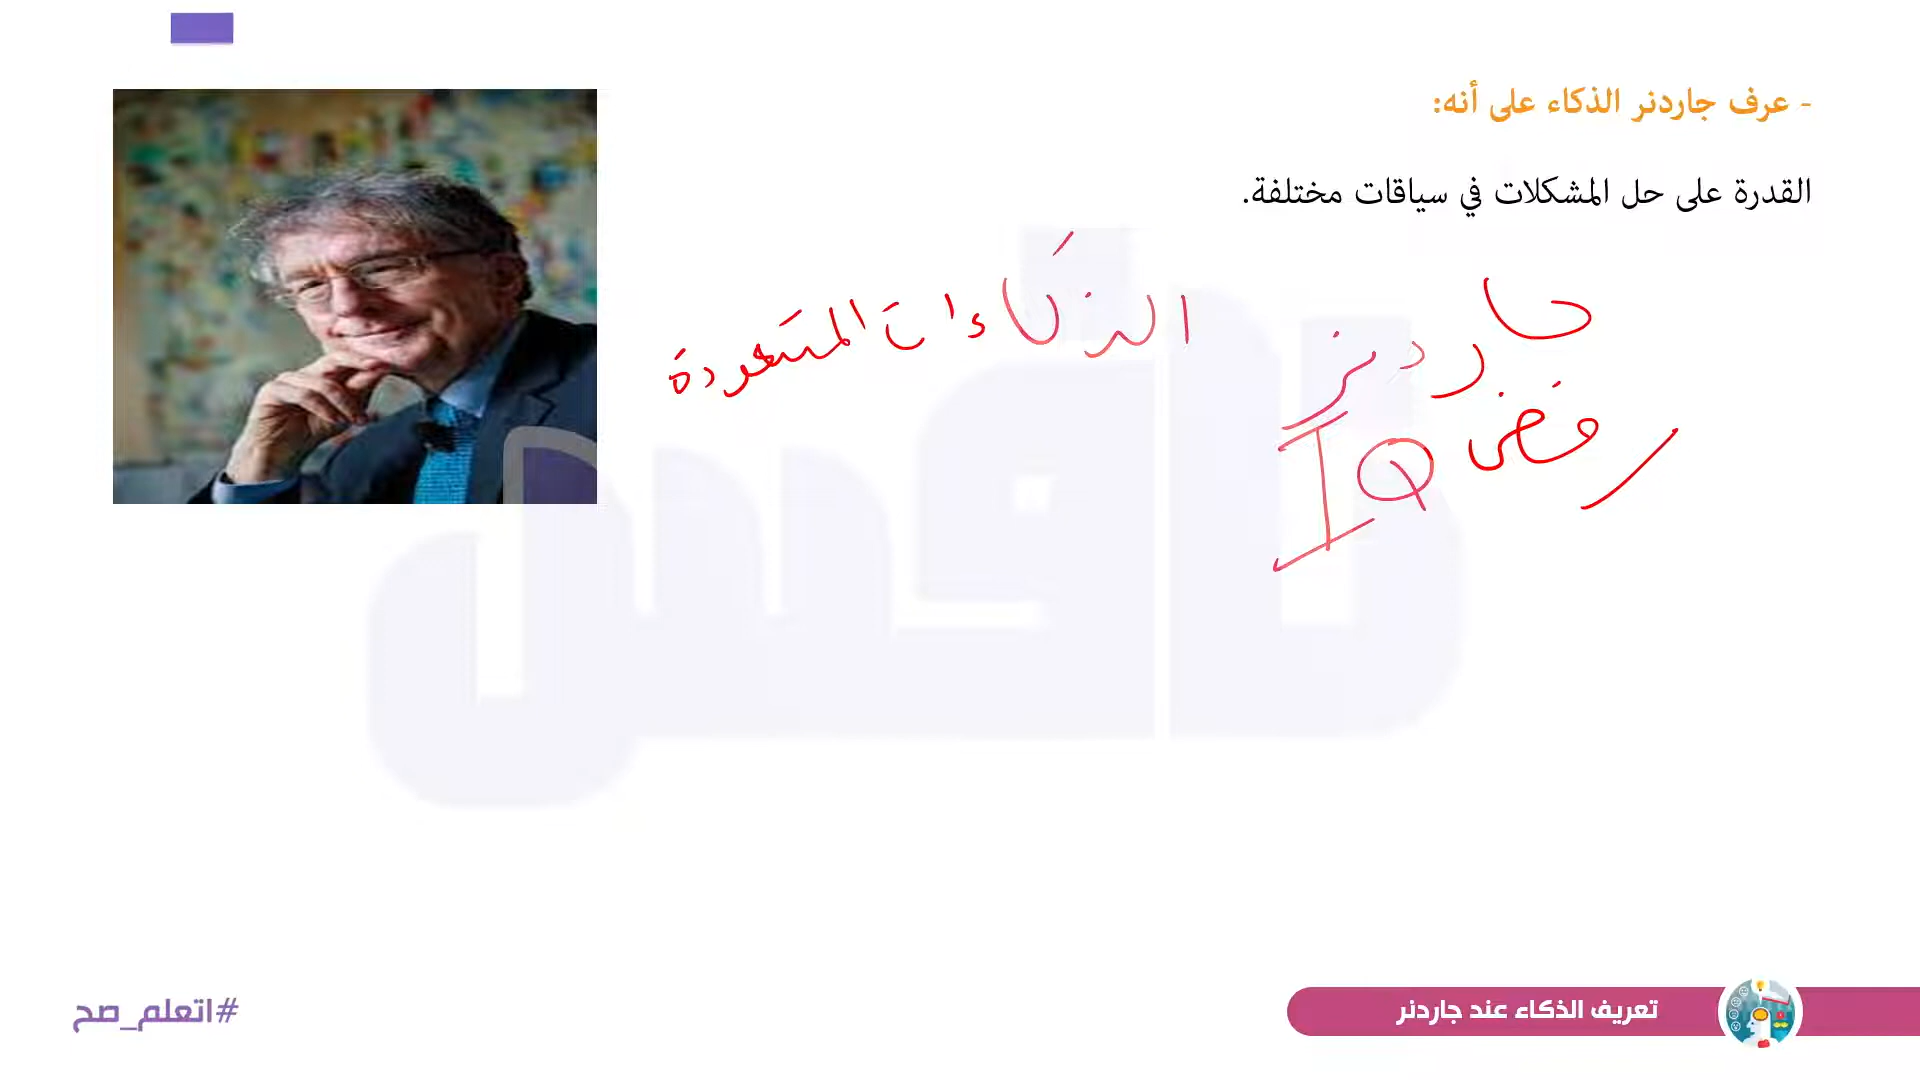 - عرف جاردنر الذكاء على أنه:
القدرة على حل المشكلات في سياقات مختلفة.
جاردنر
الذكاءات المتعددة
رفض IQ
نافس
تعريف الذكاء عند جاردنر
#اتعلم_صح